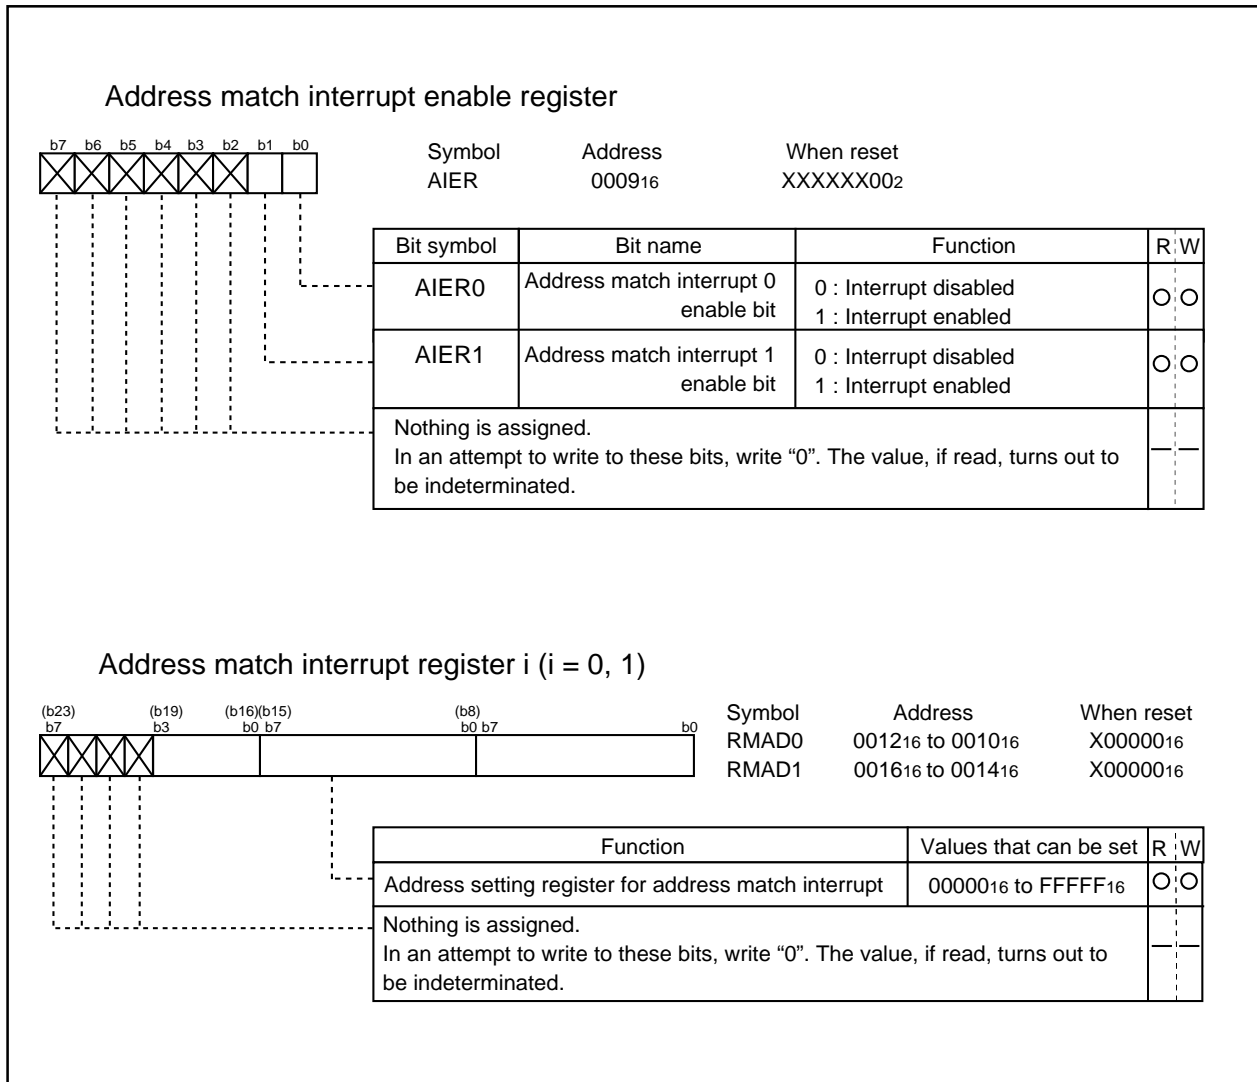 Address match interrupt enable register
b7 b6 b5 b4 b3 b2 b1 b0
Symbol Address When reset
AIER 000916 XXXXXX002
Bit symbol Bit name Function R W
AIER0 Address match interrupt 0 enable bit 0 : Interrupt disabled
1 : Interrupt enabled
AIER1 Address match interrupt 1 enable bit 0 : Interrupt disabled
1 : Interrupt enabled
Nothing is assigned.
In an attempt to write to these bits, write “0”. The value, if read, turns out to
be indeterminated.
Address match interrupt register i (i = 0, 1)
(b23) (b19) (b16)(b15) (b8)
b7 b3 b0 b7 b0 b7 b0
Symbol Address When reset
RMAD0 001216 to 001016 X0000016
RMAD1 001616 to 001416 X0000016
Function Values that can be set R W
Address setting register for address match interrupt 0000016 to FFFFF16
Nothing is assigned.
In an attempt to write to these bits, write “0”. The value, if read, turns out to
be indeterminated.